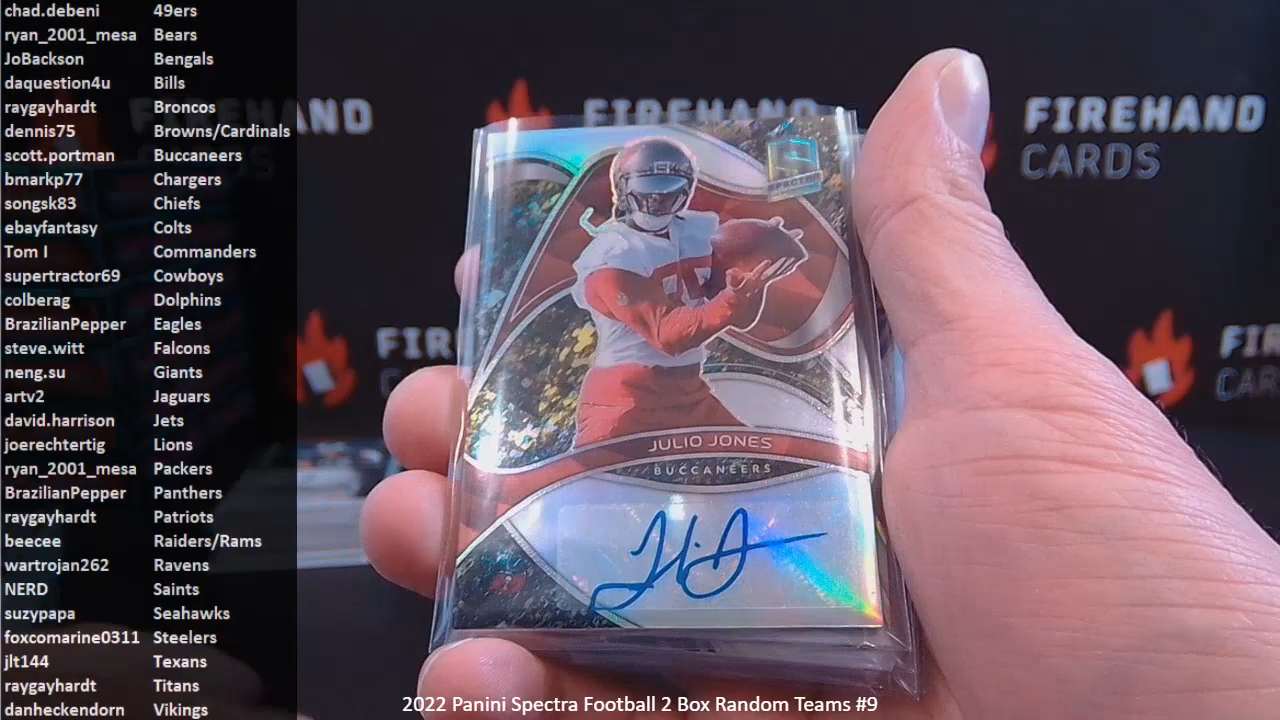 chad.debeni 49ers
ryan_2001_mesa Bears
JoBackson Bengals
daquestion4u Bills
raygayhardt Broncos
dennis75 Browns/Cardinals
scott.portman Buccaneers
bmarkp77 Chargers
songsk83 Chiefs
ebayfantasy Colts
Tom I Commanders
supertractor69 Cowboys
colberag Dolphins
BrazilianPepper Eagles
steve.witt Falcons
neng.su Giants
artv2 Jaguars
david.harrison Jets
joerechtertig Lions
ryan_2001_mesa Packers
BrazilianPepper Panthers
raygayhardt Patriots
beecee Raiders/Rams
wartrojan262 Ravens
NERD Saints
suzypapa Seahawks
foxcomarine0311 Steelers
jlt144 Texans
raygayhardt Titans
danheckendorn Vikings
FIREHAND
FIREHAND
CARDS
SPECTRA
JULIO JONES
BUCCANEERS
2022 Panini Spectra Football 2 Box Random Teams #9